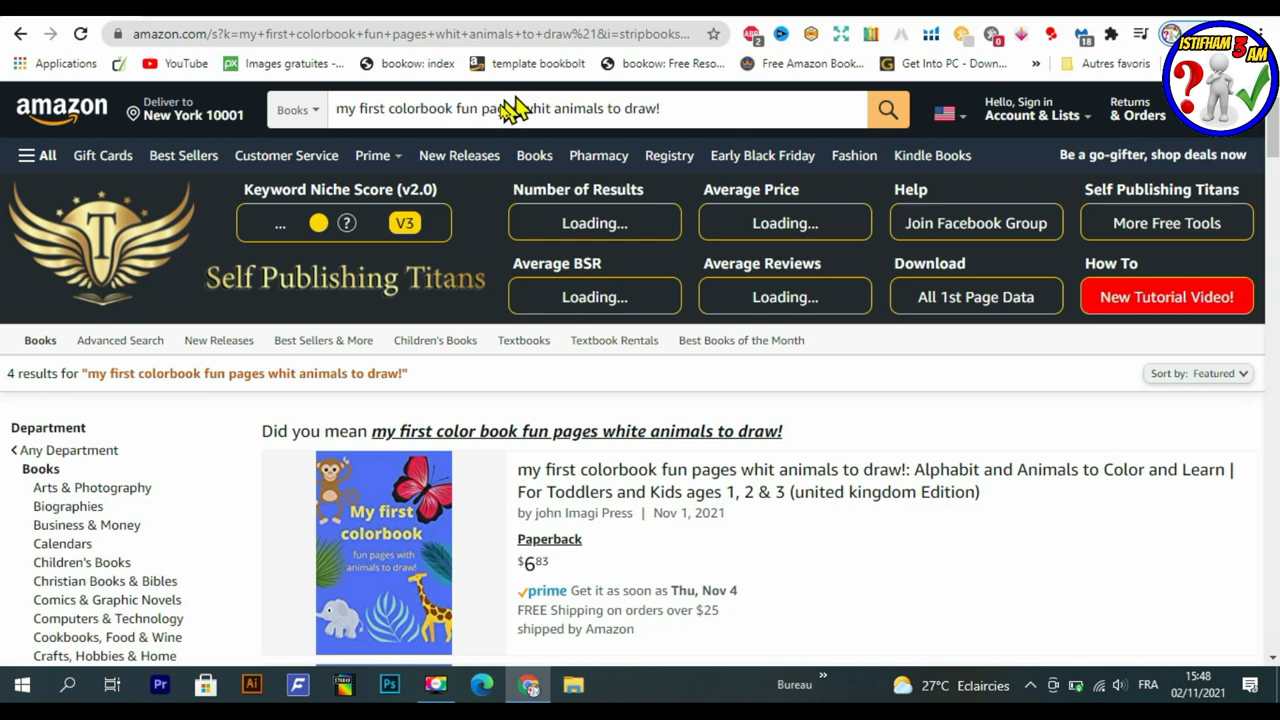 amazon.com/s?k=my+first+colorbook+fun+pages+whit+animals+to+draw%21&i=stripbooks...
2
0
18
ISTIFHAM 3 AM
Applications
YouTube
Images gratuites -...
bookow: index
template bookbolt
bookow: Free Reso...
Free Amazon Book...
Get Into PC - Down...
»
Autres favoris
amazon
Deliver to
New York 10001
Books
my first colorbook fun pages whit animals to draw!
Hello, Sign in
Account & Lists
Returns
& Orders
All
Gift Cards
Best Sellers
Customer Service
Prime
New Releases
Books
Pharmacy
Registry
Early Black Friday
Fashion
Kindle Books
Be a go-gifter, shop deals now
Keyword Niche Score (v2.0)
Number of Results
Average Price
Help
Self Publishing Titans
... ? V3
Loading...
Loading...
Join Facebook Group
More Free Tools
T
Self Publishing Titans
Average BSR
Average Reviews
Download
How To
Loading...
Loading...
All 1st Page Data
New Tutorial Video!
Books
Advanced Search
New Releases
Best Sellers & More
Children's Books
Textbooks
Textbook Rentals
Best Books of the Month
4 results for "my first colorbook fun pages whit animals to draw!"
Sort by: Featured
Department
Any Department
Books
Arts & Photography
Biographies
Business & Money
Calendars
Children's Books
Christian Books & Bibles
Comics & Graphic Novels
Computers & Technology
Cookbooks, Food & Wine
Crafts, Hobbies & Home
Did you mean my first color book fun pages white animals to draw!
My first
colorbook
fun pages with
animals to draw!
my first colorbook fun pages whit animals to draw!: Alphabet and Animals to Color and Learn |
For Toddlers and Kids ages 1, 2 & 3 (united kingdom Edition)
by john Imagi Press | Nov 1, 2021
Paperback
$6 83
prime Get it as soon as Thu, Nov 4
FREE Shipping on orders over $25
shipped by Amazon
Pr
Ai
Ps
Bureau
»
27°C Eclaircies
FRA
15:48
02/11/2021